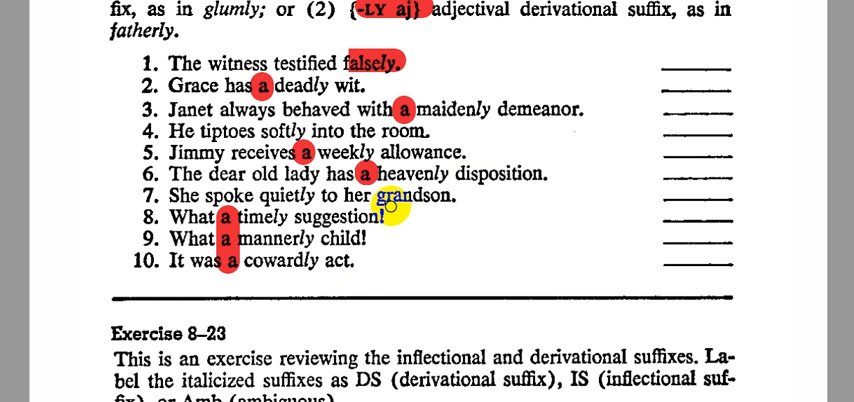 fix, as in glumly; or (2) {-LY aj} adjectival derivational suffix, as in
fatherly.
1. The witness testified falsely.
2. Grace has a deadly wit.
3. Janet always behaved with a maidenly demeanor.
4. He tiptoes softly into the room.
5. Jimmy receives a weekly allowance.
6. The dear old lady has a heavenly disposition.
7. She spoke quietly to her grandson.
8. What a timely suggestion!
9. What a mannerly child!
10. It was a cowardly act.
Exercise 8–23
This is an exercise reviewing the inflectional and derivational suffixes. La-
bel the italicized suffixes as DS (derivational suffix), IS (inflectional suf-
fix), or Amb (ambiguous).